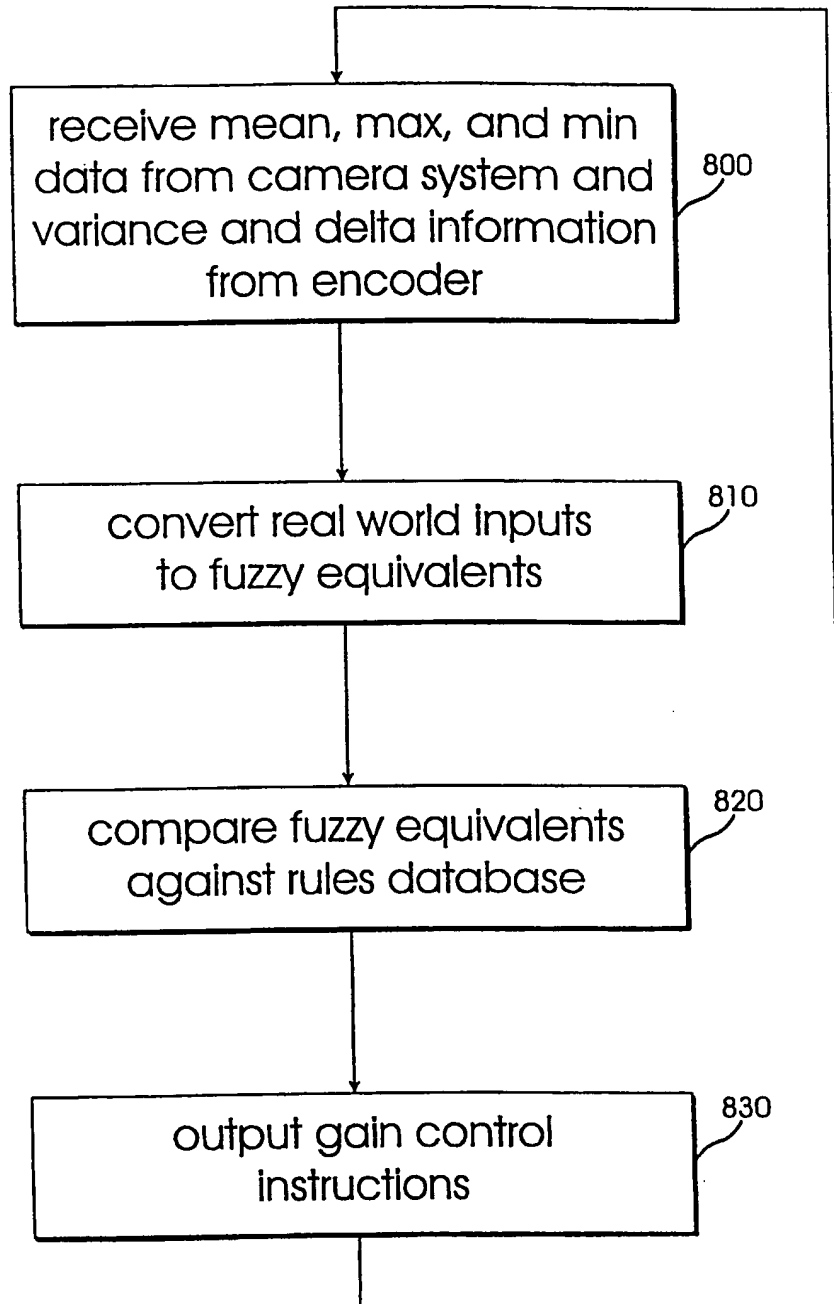 receive mean, max, and min
data from camera system and
variance and delta information
from encoder
800
convert real world inputs
to fuzzy equivalents
810
compare fuzzy equivalents
against rules database
820
output gain control
instructions
830